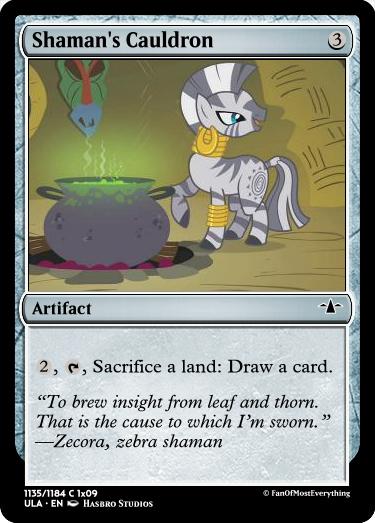 Shaman's Cauldron 3
Artifact
2, , Sacrifice a land: Draw a card.
“To brew insight from leaf and thorn.
That is the cause to which I’m sworn.”
—Zecora, zebra shaman
1135/1184 C 1x09
ULA • EN Hasbro Studios
© FanOfMostEverything